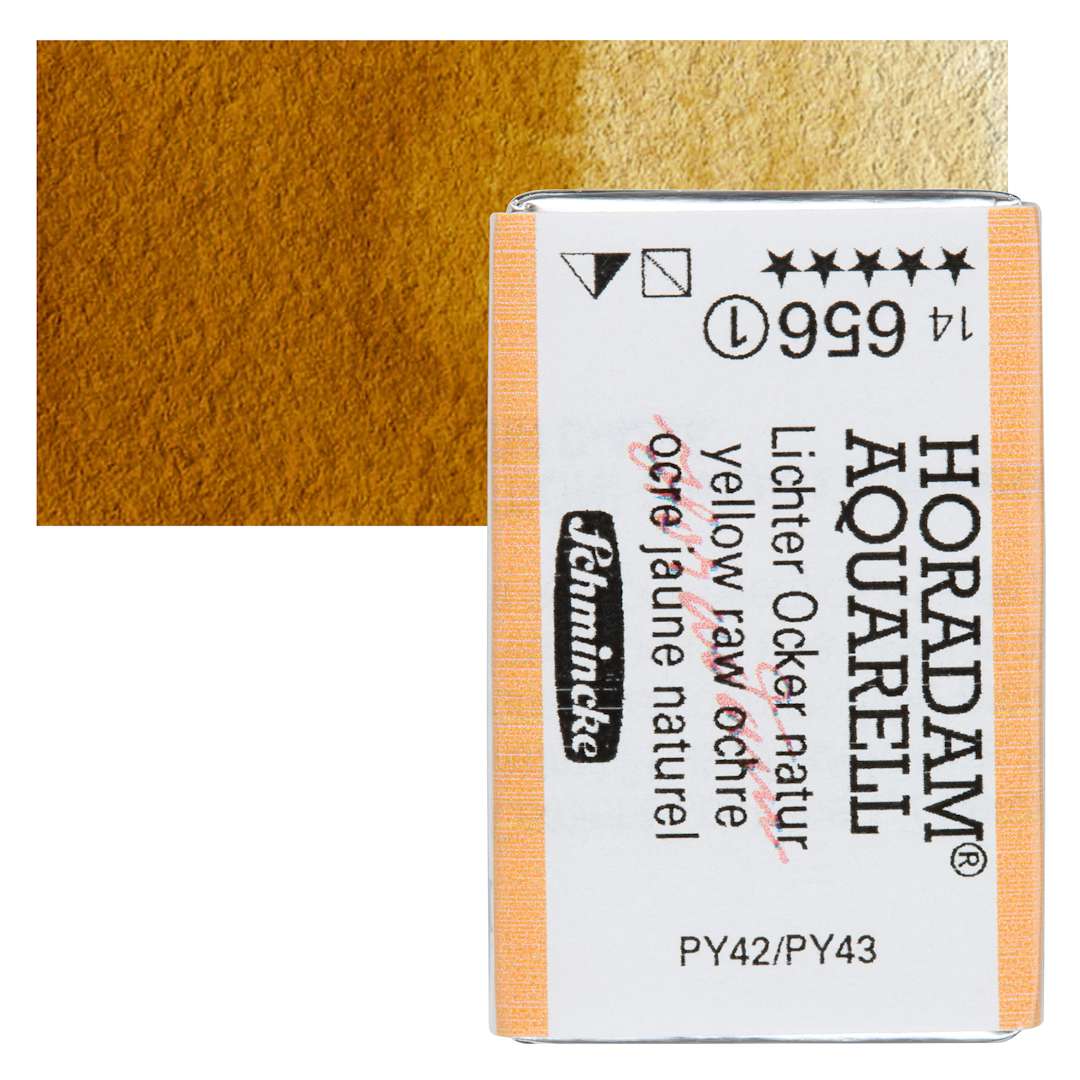 ★★★★★
14 656 ①
HORADAM®
AQUARELL
Lichter Ocker natur
yellow raw ochre
ocre jaune naturel
Schmincke
PY42/PY43